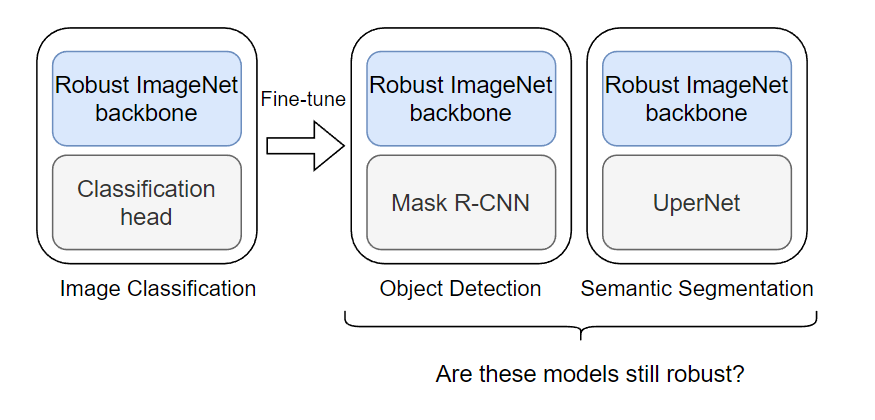 Robust ImageNet
backbone
Classification
head
Image Classification
Fine-tune
Robust ImageNet
backbone
Mask R-CNN
Object Detection
Robust ImageNet
backbone
UperNet
Semantic Segmentation
Are these models still robust?